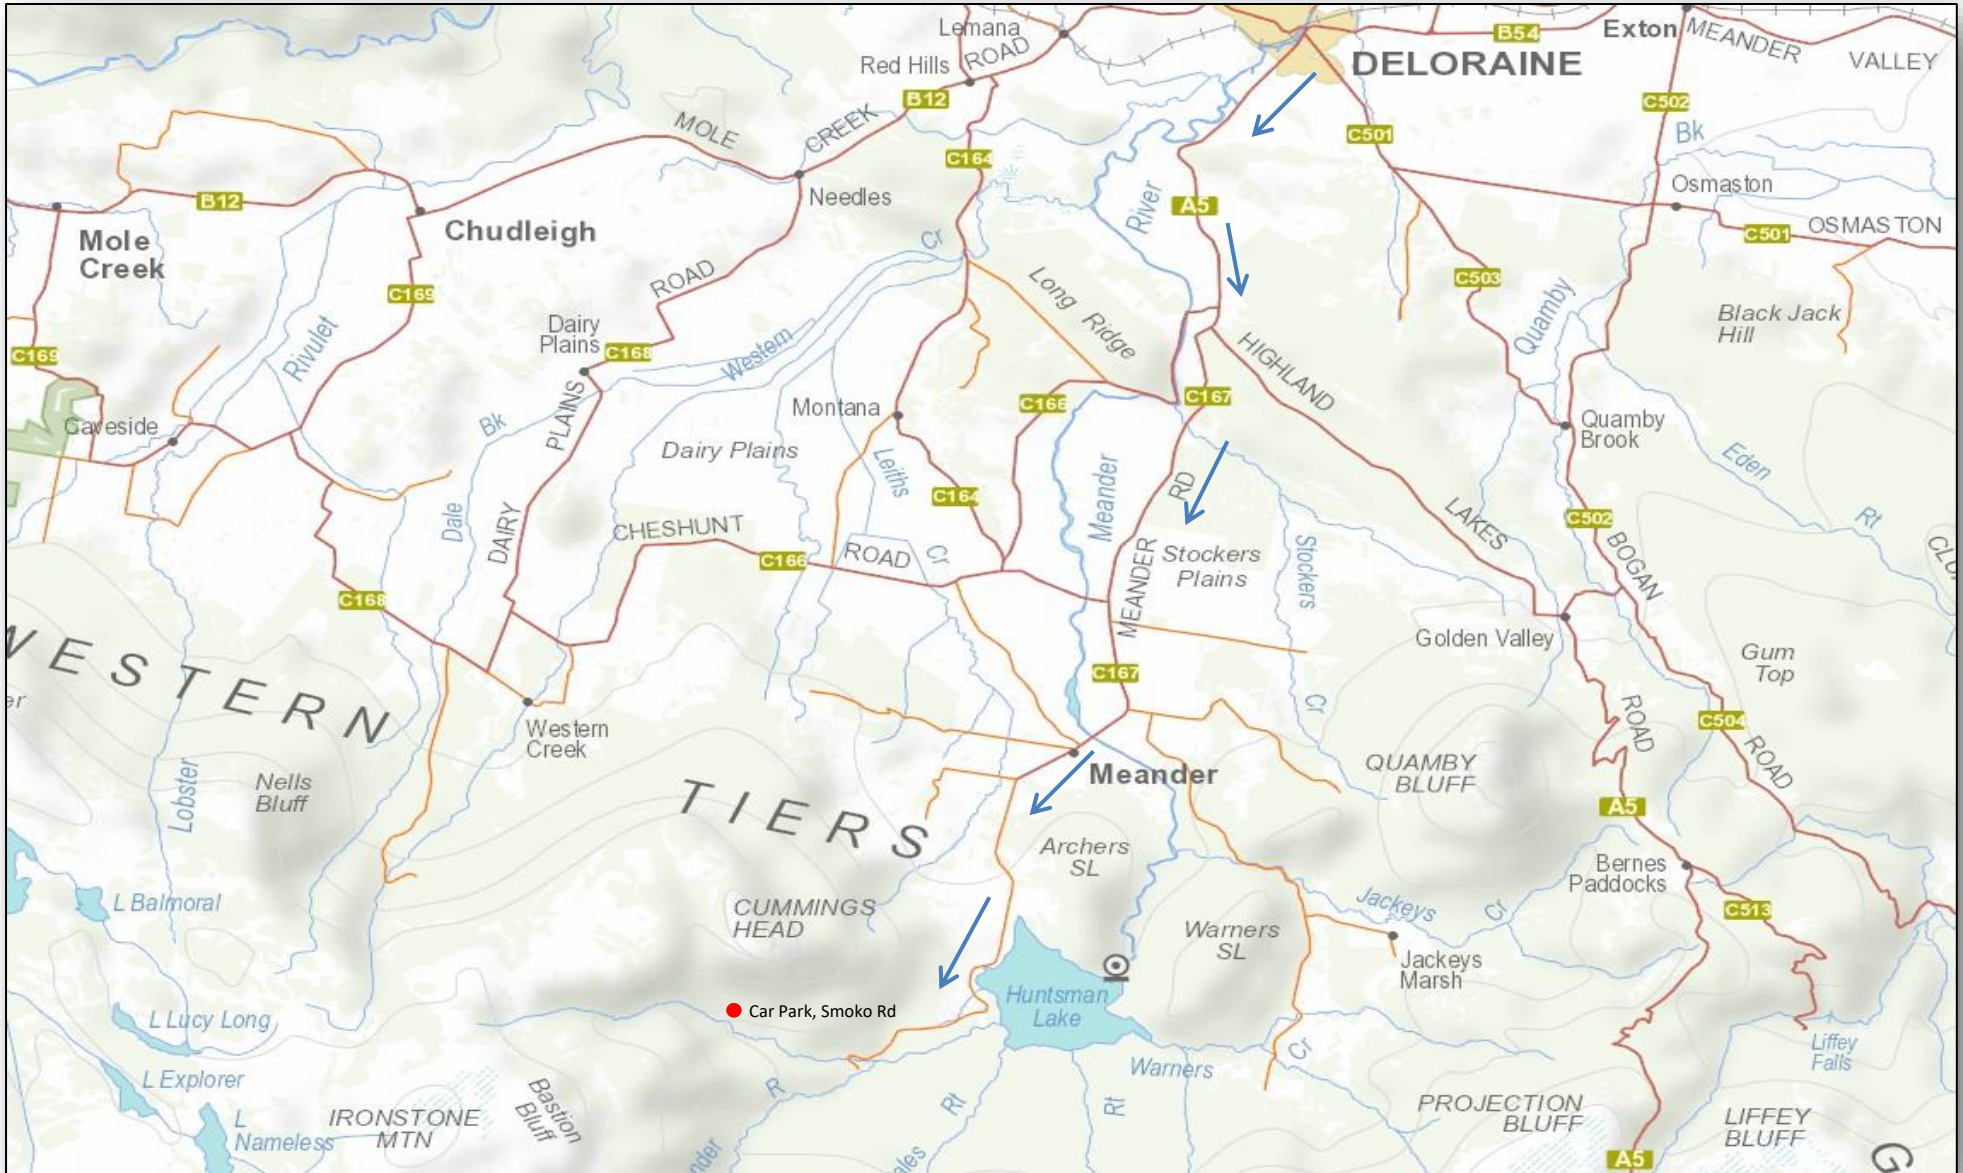 Lemana
ROAD
Red Hills
B12
B54
Exton
MEANDER
VALLEY
DELORAINE
C502
Bk
MOLE
CREEK
C164
C501
Osmaston
B12
Needles
River
A5
C501
OSMASTON
Mole
Creek
Chudleigh
Cr
C169
ROAD
Long Ridge
C503
Quamby
Black Jack
Hill
Rivulet
Dairy
Plains
C168
Western
HIGHLAND
C169
PLAINS
Montana
C166
C167
Caveside
Bk
Dairy Plains
Quamby
Brook
Leiths
Meander
Eden
C164
RD
LAKES
C502
Rt
Dale
DAIRY
CHESHUNT
C166
ROAD
Cr
MEANDER
Stockers
Plains
Stockers
BOGAN
C168
Golden Valley
WESTERN
C167
Gum
Top
Cr
ROAD
C504
Western
Creek
Meander
QUAMBY
BLUFF
ROAD
Nells
Bluff
Lobster
TIERS
A5
Archers
SL
Bernes
Paddocks
L Balmoral
CUMMINGS
HEAD
Jackeys
Cr
C513
Warners
SL
Jackeys
Marsh
Huntsman
Lake
Car Park, Smoko Rd
L Lucy Long
Cr
Liffey
Falls
Warners
L Explorer
R
Rt
Rt
Bastion
Bluff
IRONSTONE
MTN
L
Nameless
PROJECTION
BLUFF
LIFFEY
BLUFF
A5
G